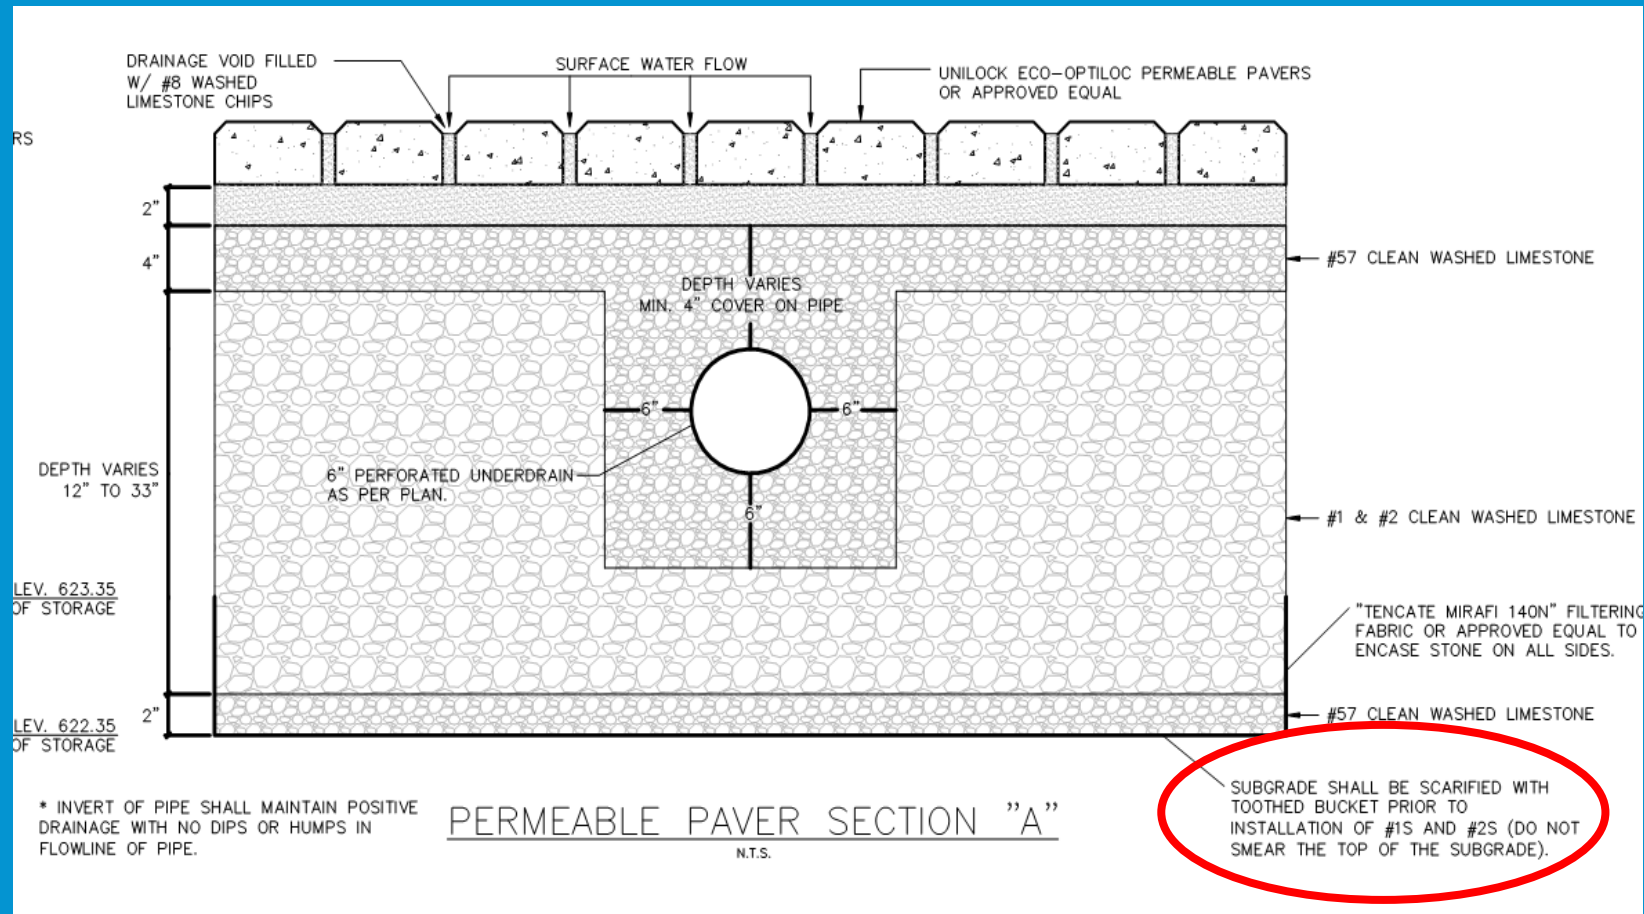 DRAINAGE VOID FILLED
W/ #8 WASHED
LIMESTONE CHIPS
SURFACE WATER FLOW
UNILOCK ECO-OPTILOC PERMEABLE PAVERS
OR APPROVED EQUAL
RS
2"
4"
#57 CLEAN WASHED LIMESTONE
DEPTH VARIES
MIN. 4" COVER ON PIPE
6"
6"
6" PERFORATED UNDERDRAIN
AS PER PLAN.
6"
DEPTH VARIES
12" TO 33"
#1 & #2 CLEAN WASHED LIMESTONE
LEV. 623.35
OF STORAGE
"TENCATE MIRAFI 140N" FILTERING
FABRIC OR APPROVED EQUAL TO
ENCASE STONE ON ALL SIDES.
2"
#57 CLEAN WASHED LIMESTONE
LEV. 622.35
OF STORAGE
SUBGRADE SHALL BE SCARIFIED WITH
TOOTHED BUCKET PRIOR TO
INSTALLATION OF #1S AND #2S (DO NOT
SMEAR THE TOP OF THE SUBGRADE).
* INVERT OF PIPE SHALL MAINTAIN POSITIVE
DRAINAGE WITH NO DIPS OR HUMPS IN
FLOWLINE OF PIPE.
PERMEABLE PAVER SECTION "A"
N.T.S.